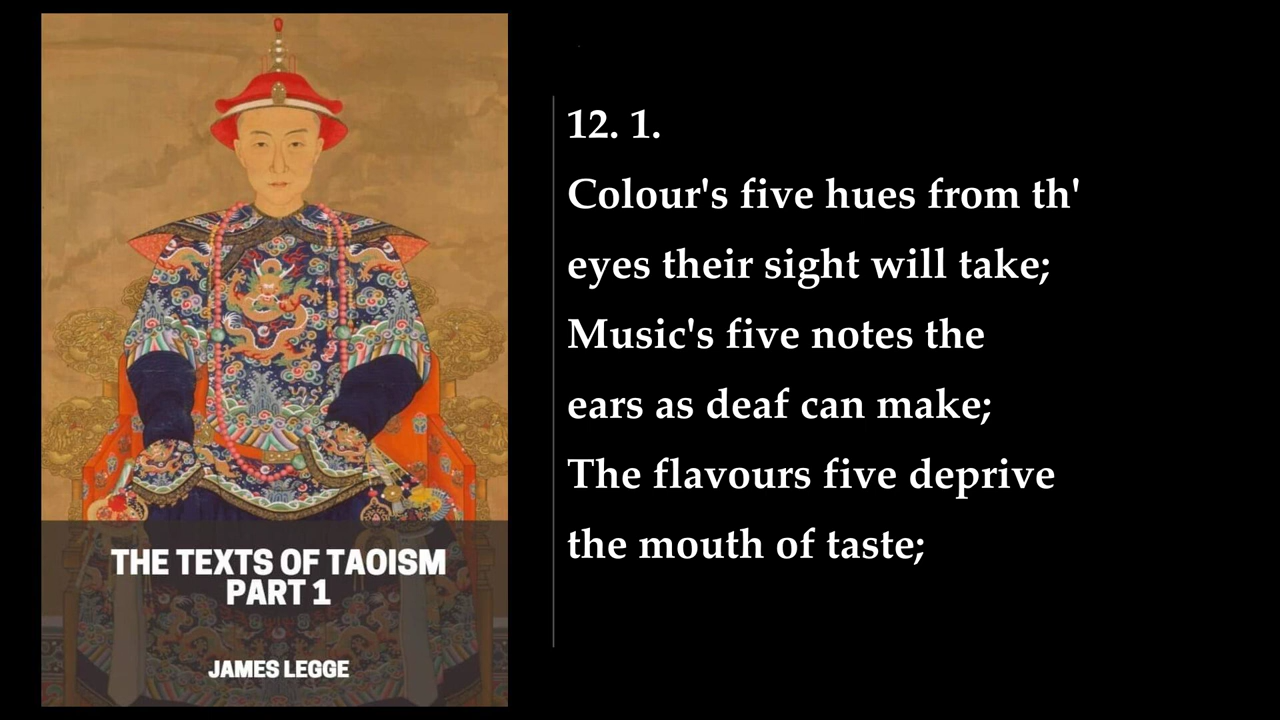 THE TEXTS OF TAOISM
PART 1
JAMES LEGGE
12. 1.
Colour's five hues from th'
eyes their sight will take;
Music's five notes the
ears as deaf can make;
The flavours five deprive
the mouth of taste;